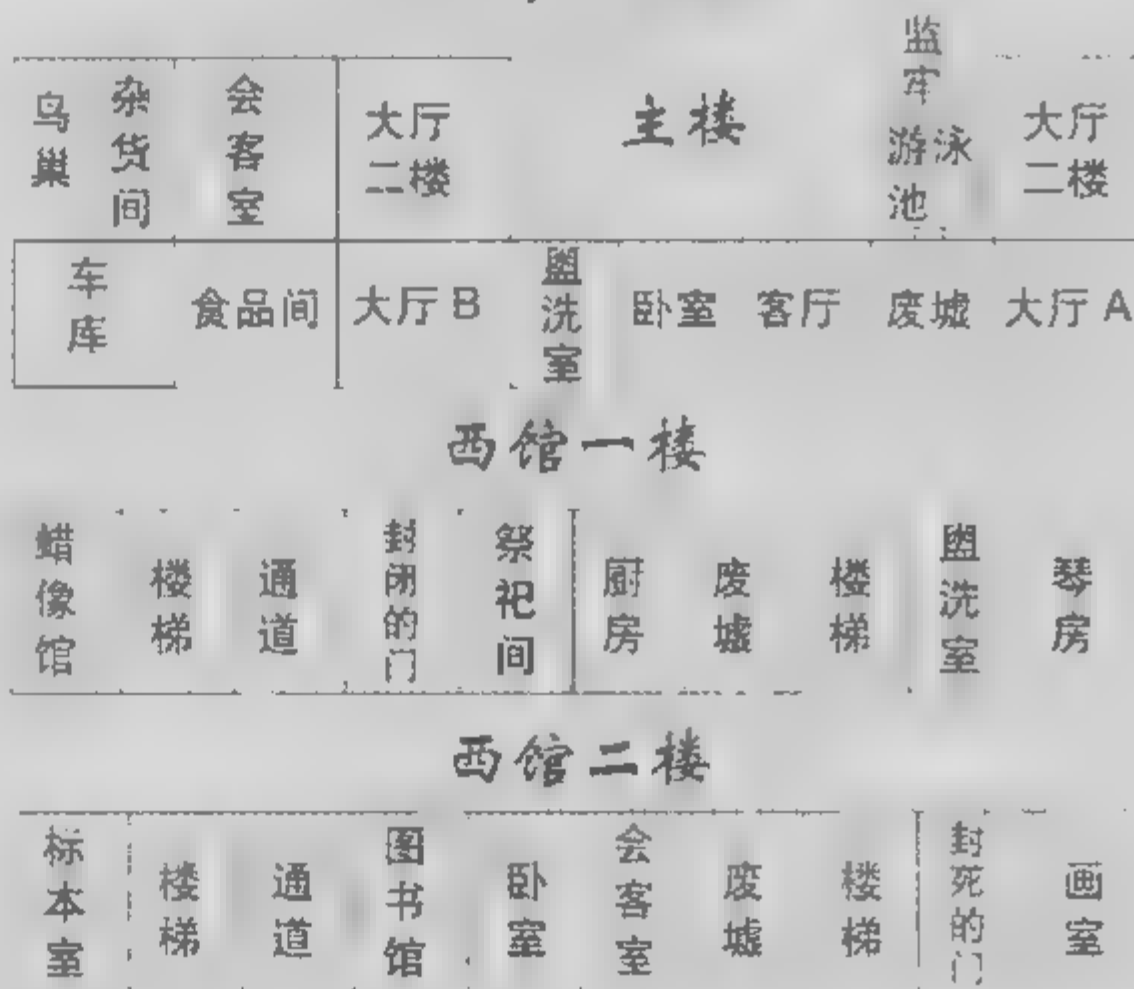 主楼
监牢
鸟巢 杂货间 会客室 大厅二楼 游泳池 大厅二楼
车库 食品间 大厅 B 盥洗室 卧室 客厅 废墟 大厅 A
西馆一楼
蜡像馆 楼梯 通道 封闭的门 祭祀间 厨房 废墟 楼梯 盥洗室 琴房
西馆二楼
标本室 楼梯 通道 图书馆 卧室 会客室 废墟 楼梯 封死的门 画室